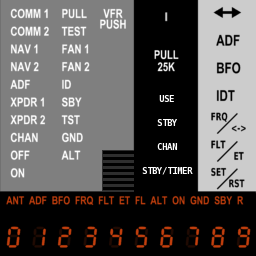 COMM 1 PULL VFR
COMM 2 TEST PUSH
NAV 1 FAN 1
NAV 2 FAN 2
ADF ID
XPDR 1 SBY
XPDR 2 TST
CHAN GND
OFF ALT
ON
I
PULL
25K
USE
STBY
CHAN
STBY/TIMER
↔
ADF
BFO
IDT
FRQ/<->
FLT/ET
SET/RST
ANT ADF BFO FRQ FLT ET FL ALT ON GND SBY R
0 1 2 3 4 5 6 7 8 9